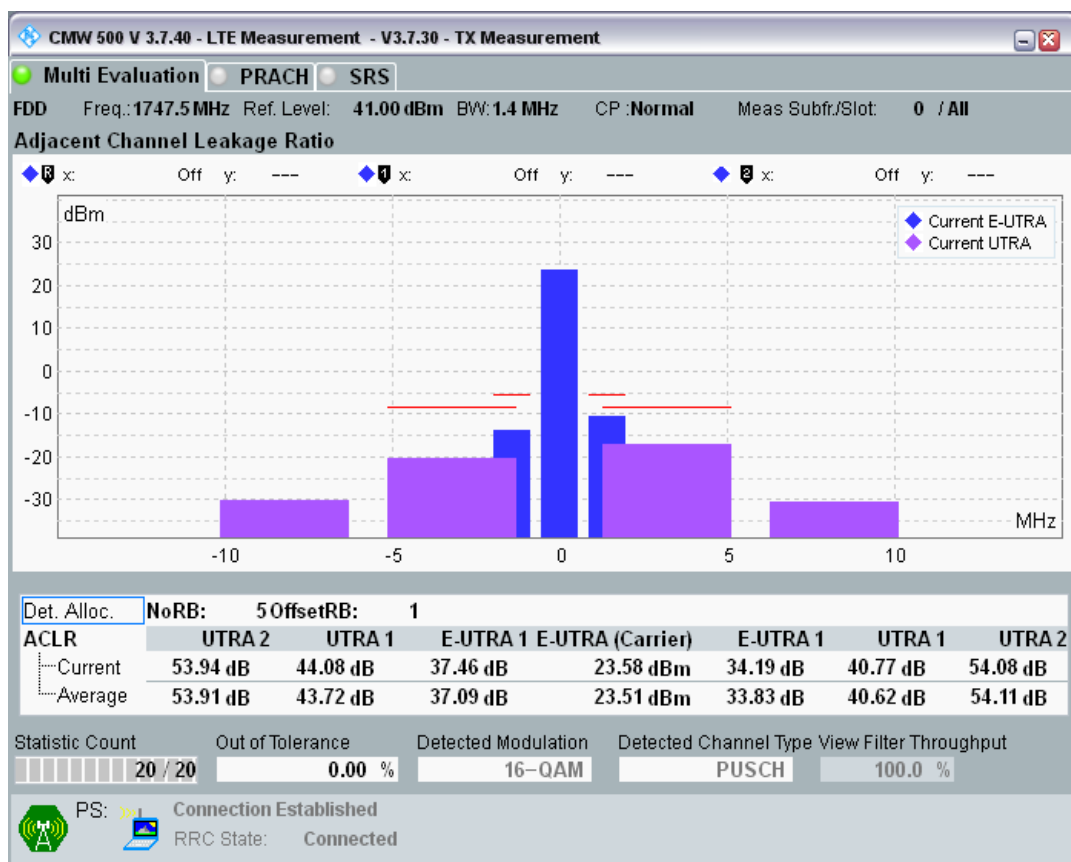 CMW 500 V 3.7.40 - LTE Measurement - V3.7.30 - TX Measurement
Multi Evaluation PRACH SRS
FDD Freq.: 1747.5 MHz Ref. Level: 41.00 dBm BW: 1.4 MHz CP :Normal Meas Subfr./Slot: 0 / All
Adjacent Channel Leakage Ratio
R x: Off y: --- 1 x: Off y: --- 2 x: Off y: ---
dBm
Current E-UTRA
Current UTRA
30
20
10
0
-10
-20
-30
MHz
-10 -5 0 5 10
Det. Alloc. NoRB: 5 OffsetRB: 1
ACLR UTRA 2 UTRA 1 E-UTRA 1 E-UTRA (Carrier) E-UTRA 1 UTRA 1 UTRA 2
Current 53.94 dB 44.08 dB 37.46 dB 23.58 dBm 34.19 dB 40.77 dB 54.08 dB
Average 53.91 dB 43.72 dB 37.09 dB 23.51 dBm 33.83 dB 40.62 dB 54.11 dB
Statistic Count Out of Tolerance Detected Modulation Detected Channel Type View Filter Throughput
20 / 20 0.00 % 16-QAM PUSCH 100.0 %
PS: Connection Established
RRC State: Connected